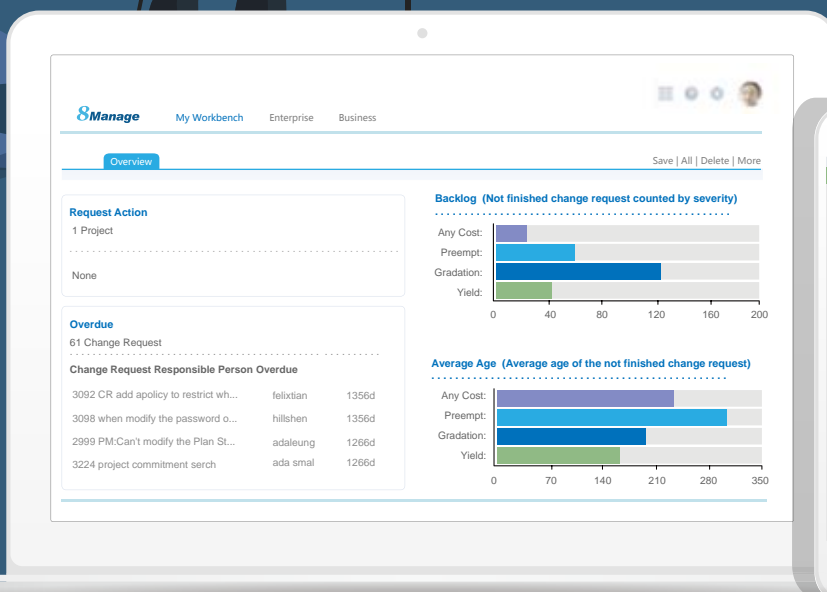 8Manage My Workbench Enterprise Business
Overview
Save | All | Delete | More
Request Action
1 Project
None
Overdue
61 Change Request
Change Request Responsible Person Overdue
3092 CR add apolicy to restrict wh... felixtian 1356d
3098 when modify the password o... hillshen 1356d
2999 PM:Can't modify the Plan St... adaleung 1266d
3224 project commitment serch ada smal 1266d
Backlog (Not finished change request counted by severity)
Any Cost:
Preempt:
Gradation:
Yield:
0 40 80 120 160 200
Average Age (Average age of the not finished change request)
Any Cost:
Preempt:
Gradation:
Yield:
0 70 140 210 280 350